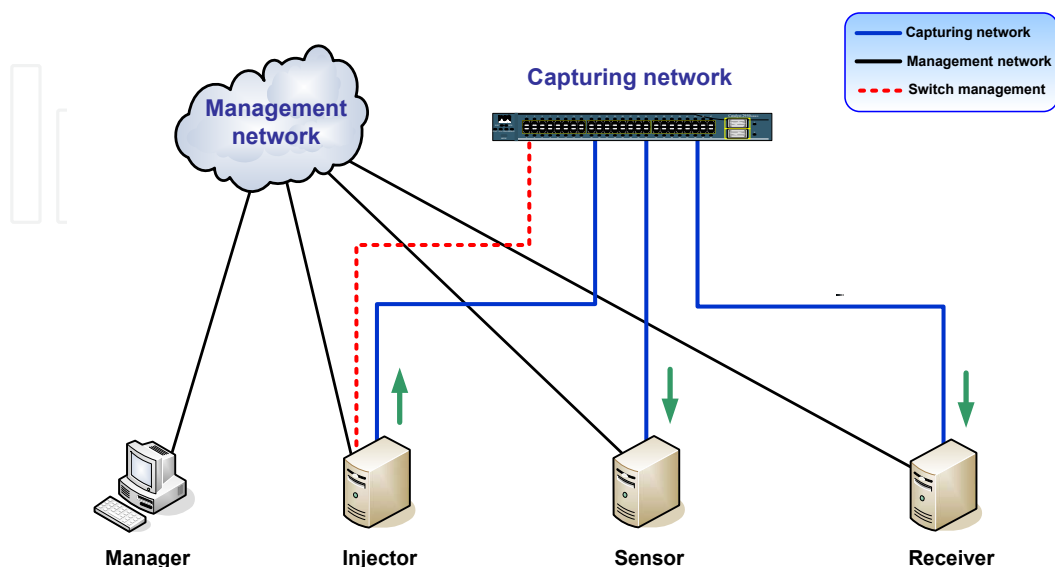 Capturing network
Management network
Switch management
Capturing network
Management
network
Manager
Injector
Sensor
Receiver